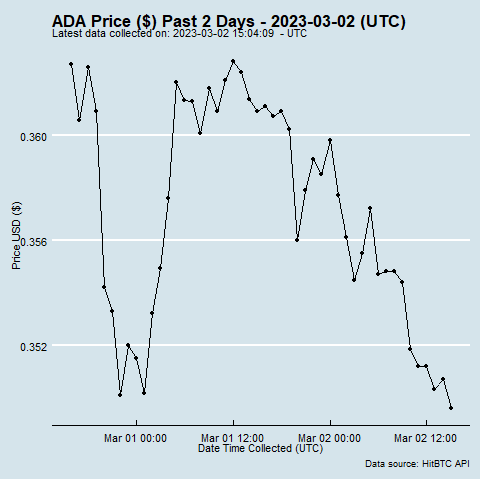 ADA Price ($) Past 2 Days - 2023-03-02 (UTC)
Latest data collected on: 2023-03-02 15:04:09  - UTC
0.360
0.356
0.352
Price USD ($)
Mar 01 00:00
Mar 01 12:00
Mar 02 00:00
Mar 02 12:00
Date Time Collected (UTC)
Data source: HitBTC API